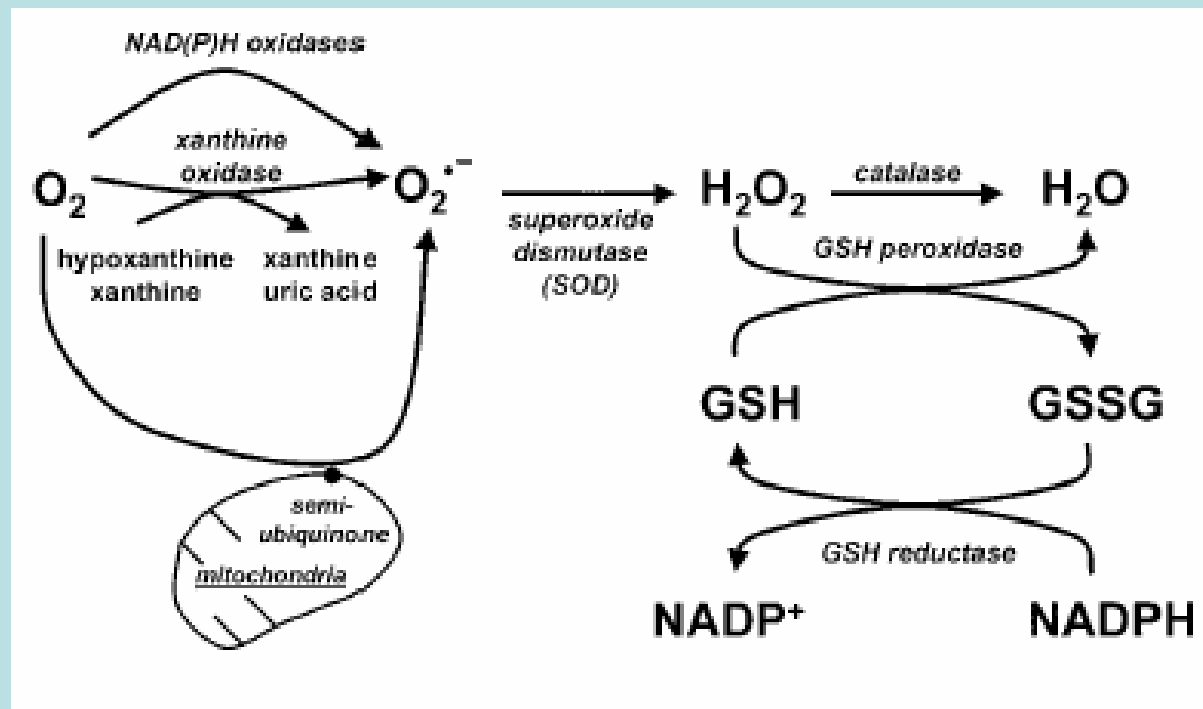 NAD(P)H oxidases
xanthine
oxidase
O₂
O₂•⁻
hypoxanthine
xanthine
xanthine
uric acid
superoxide
dismutase
(SOD)
H₂O₂
catalase
H₂O
GSH peroxidase
GSH
GSSG
semi-
ubiquinone
mitochondria
GSH reductase
NADP⁺
NADPH